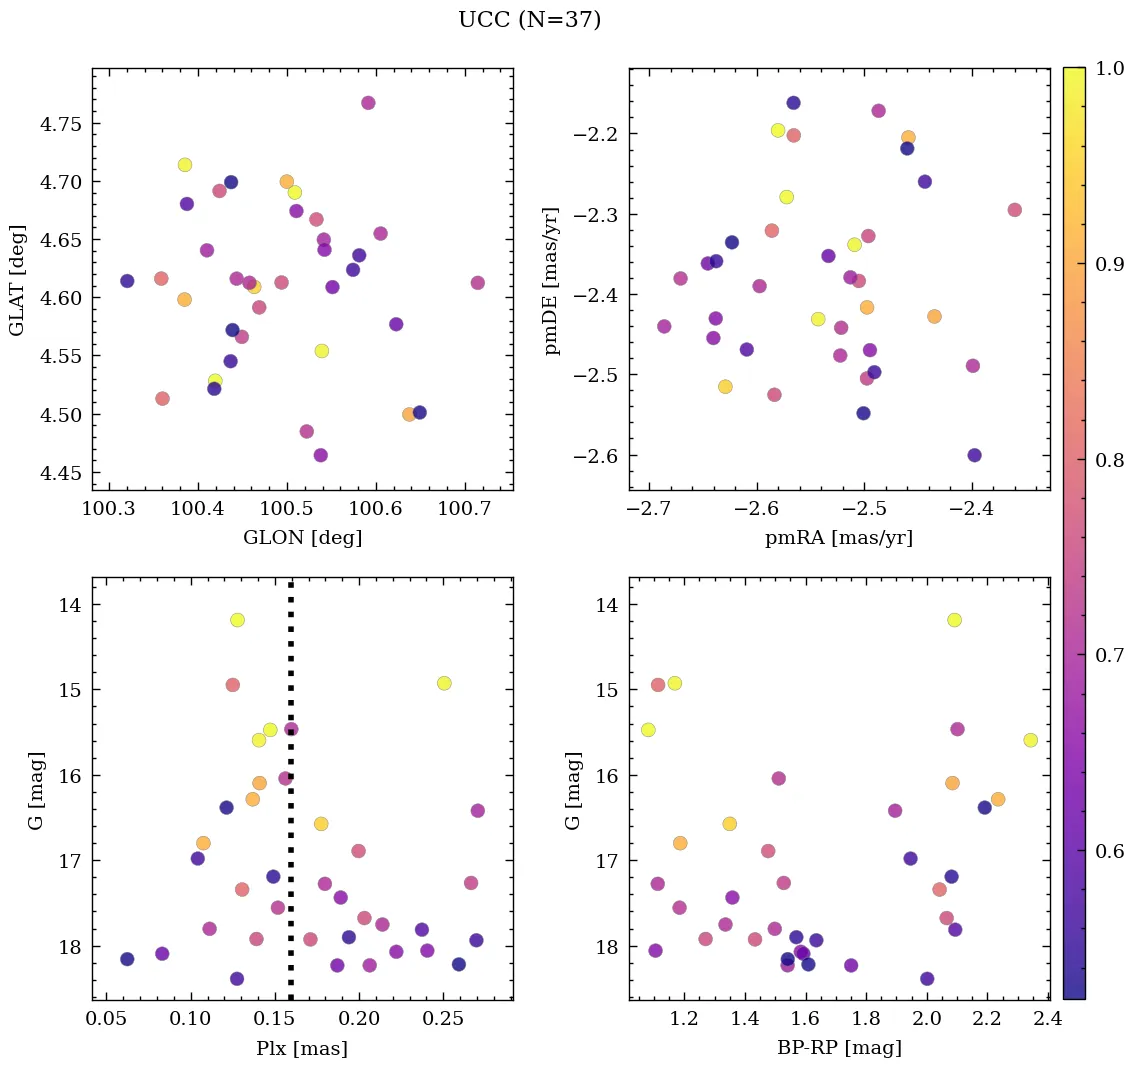 UCC (N=37)
4.75
4.70
4.65
4.60
4.55
4.50
4.45
GLAT [deg]
100.3 100.4 100.5 100.6 100.7
GLON [deg]
−2.2
−2.3
−2.4
−2.5
−2.6
pmDE [mas/yr]
−2.7 −2.6 −2.5 −2.4
pmRA [mas/yr]
1.0
0.9
0.8
0.7
0.6
14
15
16
17
18
G [mag]
0.05 0.10 0.15 0.20 0.25
Plx [mas]
14
15
16
17
18
G [mag]
1.2 1.4 1.6 1.8 2.0 2.2 2.4
BP-RP [mag]